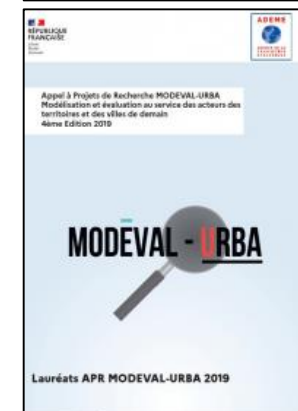 RÉPUBLIQUE
FRANÇAISE
ADEME
Appel à Projets de Recherche MODEVAL-URBA
Modélisation et évaluation au service des acteurs des
territoires et des villes de demain
4ème Edition 2019
MODĒVAL - URBA
Lauréats APR MODEVAL-URBA 2019